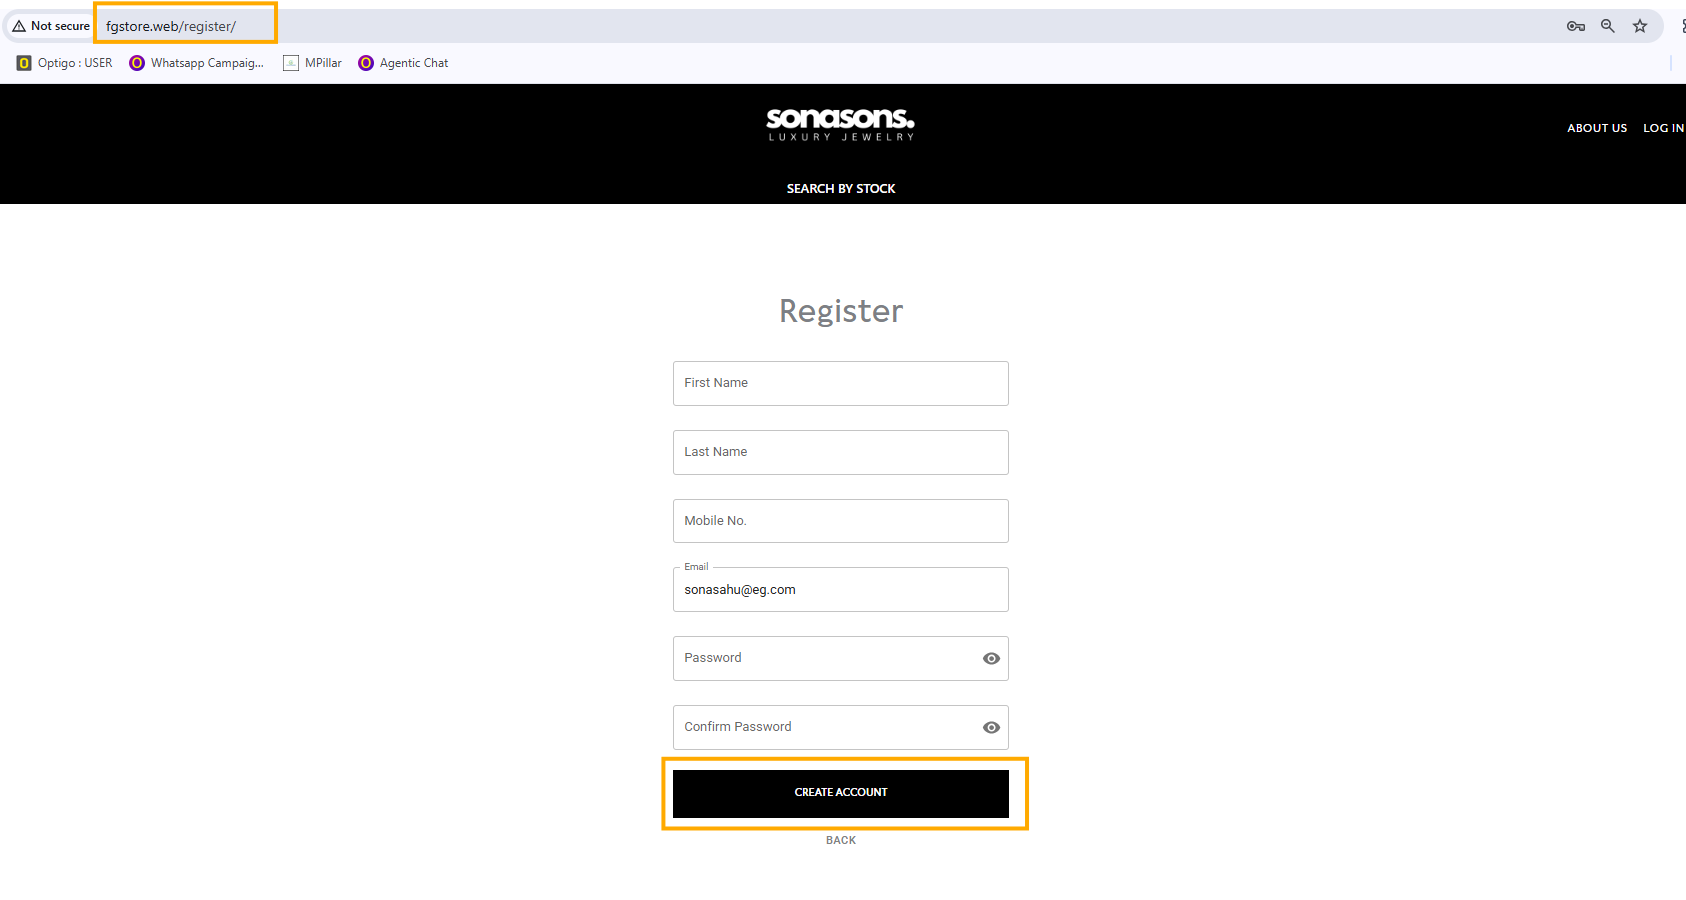 Not secure fgstore.web/register/
Optigo : USER Whatsapp Campaig... MPillar Agentic Chat
sonasons.
LUXURY JEWELRY
ABOUT US LOG IN
SEARCH BY STOCK
Register
First Name
Last Name
Mobile No.
Email
sonasahu@eg.com
Password
Confirm Password
CREATE ACCOUNT
BACK